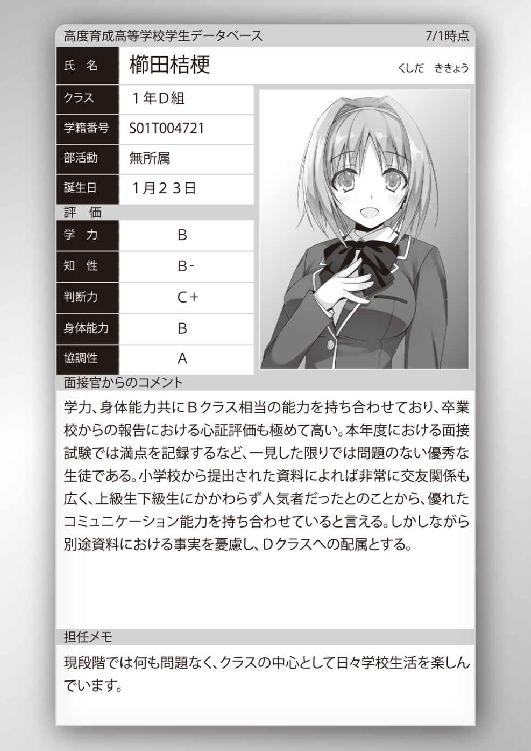 高度育成高等学校学生データベース 7/1時点
氏 名 櫛田桔梗 くしだ ききょう
クラス 1年D組
学籍番号 S01T004721
部活動 無所属
誕生日 1月23日
評 価
学 力 B
知 性 B-
判断力 C+
身体能力 B
協調性 A
面接官からのコメント
学力、身体能力共にBクラス相当の能力を持ち合わせており、卒業
校からの報告における心証評価も極めて高い。本年度における面接
試験では満点を記録するなど、一見した限りでは問題のない優秀な
生徒である。小学校から提出された資料によれば非常に交友関係も
広く、上級生下級生にかかわらず人気者だったとのことから、優れた
コミュニケーション能力を持ち合わせていると言える。しかしながら
別途資料における事実を憂慮し、Dクラスへの配属とする。
担任メモ
現段階では何も問題なく、クラスの中心として日々学校生活を楽しん
でいます。